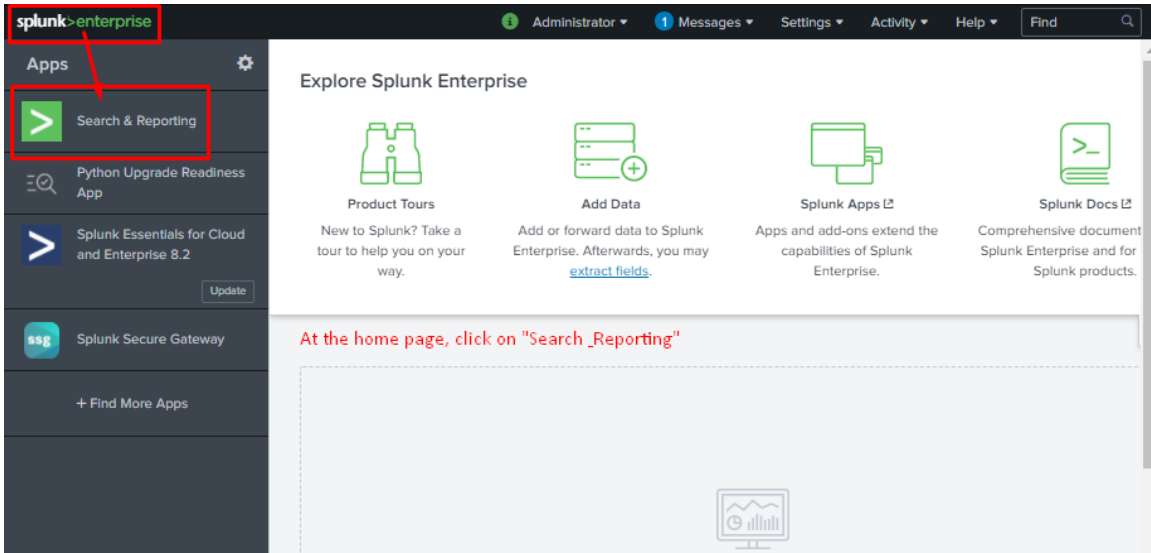 splunk>enterprise
i Administrator ▾ 1 Messages ▾ Settings ▾ Activity ▾ Help ▾ Find
Apps
Search & Reporting
Python Upgrade Readiness
App
Splunk Essentials for Cloud
and Enterprise 8.2
Update
ssg Splunk Secure Gateway
+ Find More Apps
Explore Splunk Enterprise
Product Tours
New to Splunk? Take a
tour to help you on your
way.
Add Data
Add or forward data to Splunk
Enterprise. Afterwards, you may
extract fields.
Splunk Apps
Apps and add-ons extend the
capabilities of Splunk
Enterprise.
Splunk Docs
Comprehensive document
Splunk Enterprise and for
Splunk products.
At the home page, click on "Search _Reporting"